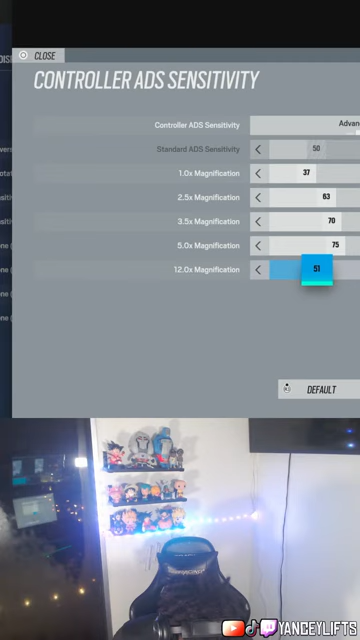 CLOSE
CONTROLLER ADS SENSITIVITY
Controller ADS Sensitivity
Standard ADS Sensitivity 50
1.0x Magnification 37
2.5x Magnification 63
3.5x Magnification 70
5.0x Magnification 75
12.0x Magnification 51
DEFAULT
YANCEYLIFTS